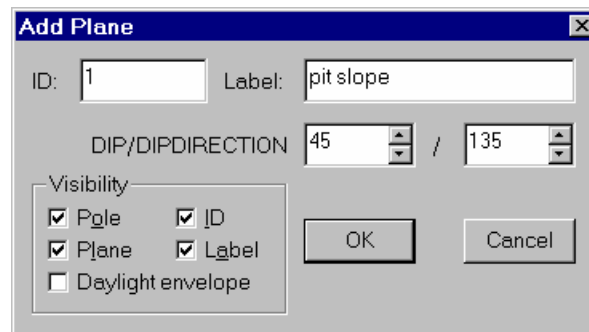 Add Plane
ID: 1 Label: pit slope
DIP/DIPDIRECTION 45 / 135
Visibility
Pole ID
Plane Label
Daylight envelope
OK Cancel